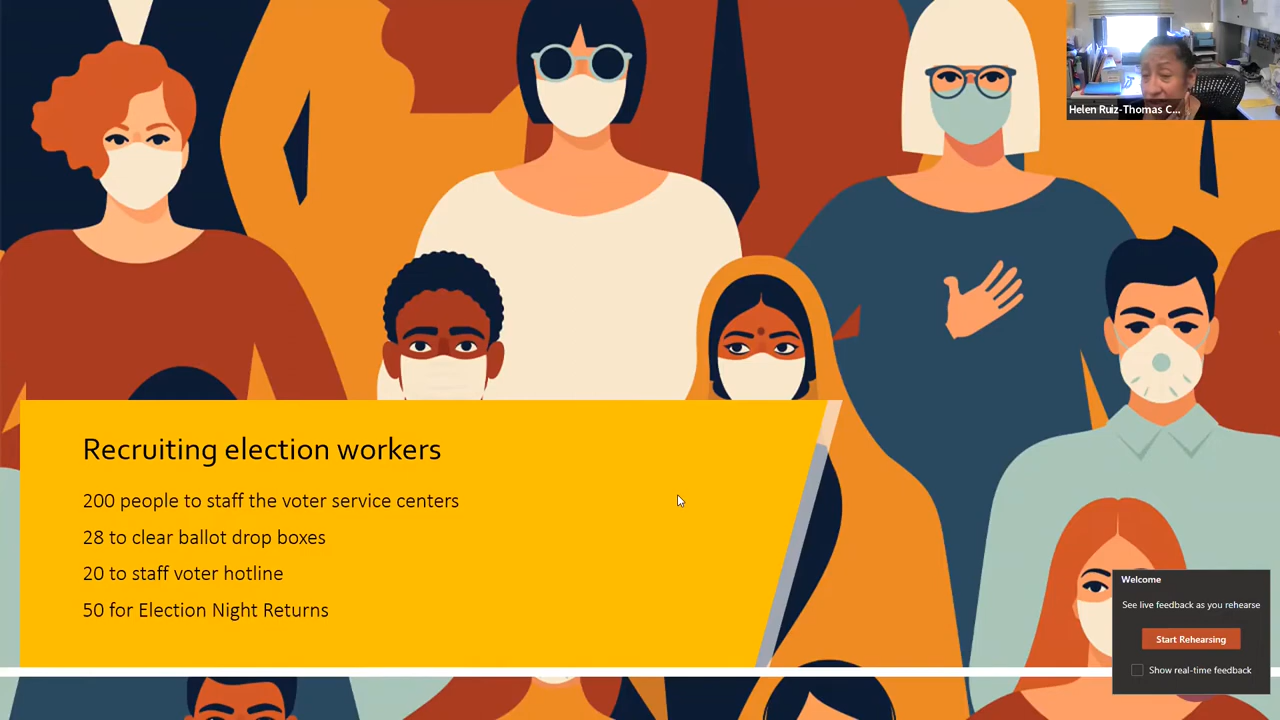 Helen Ruiz-Thomas C...
Recruiting election workers
200 people to staff the voter service centers
28 to clear ballot drop boxes
20 to staff voter hotline
50 for Election Night Returns
Welcome
See live feedback as you rehearse
Start Rehearsing
Show real-time feedback